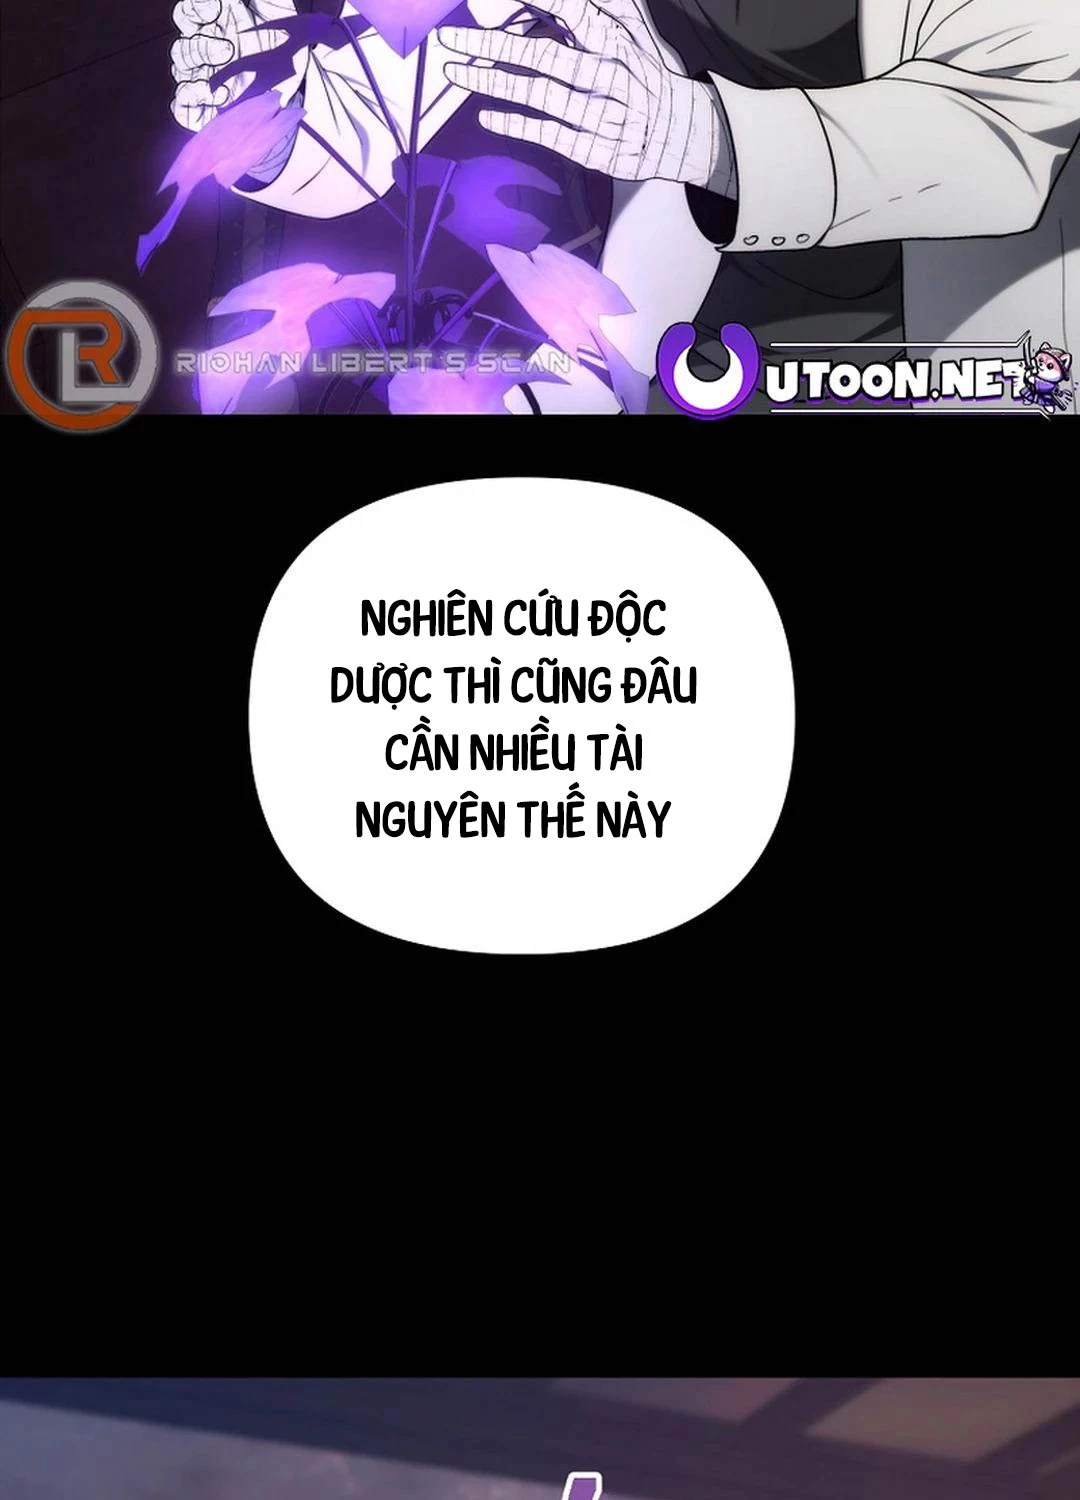 RIOHAN LIBERT'S SCAN
UTOON.NET
NGHIÊN CỨU ĐỘC
DƯỢC THÌ CŨNG ĐÂU
CẦN NHIỀU TÀI
NGUYÊN THẾ NÀY